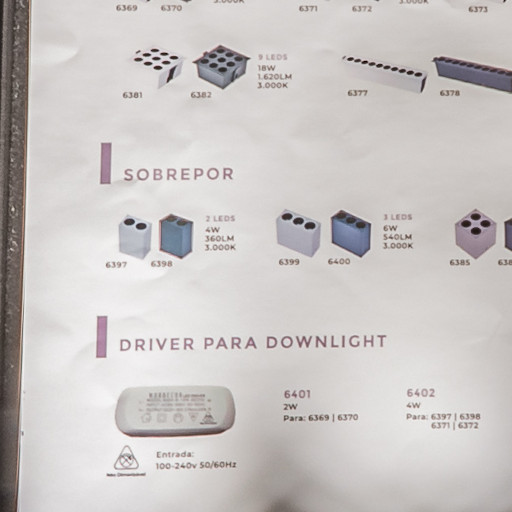 6369 6370 3.000K 6371 6372 3.000K 6373
9 LEDS
18W
1.620LM
3.000K
6381 6382 6377 6378
SOBREPOR
2 LEDS
4W
360LM
3.000K
6397 6398
3 LEDS
6W
540LM
3.000K
6399 6400
6385
DRIVER PARA DOWNLIGHT
6401
2W
Para: 6369 | 6370
6402
4W
Para: 6397 | 6398
6371 | 6372
Entrada:
100-240v 50/60Hz